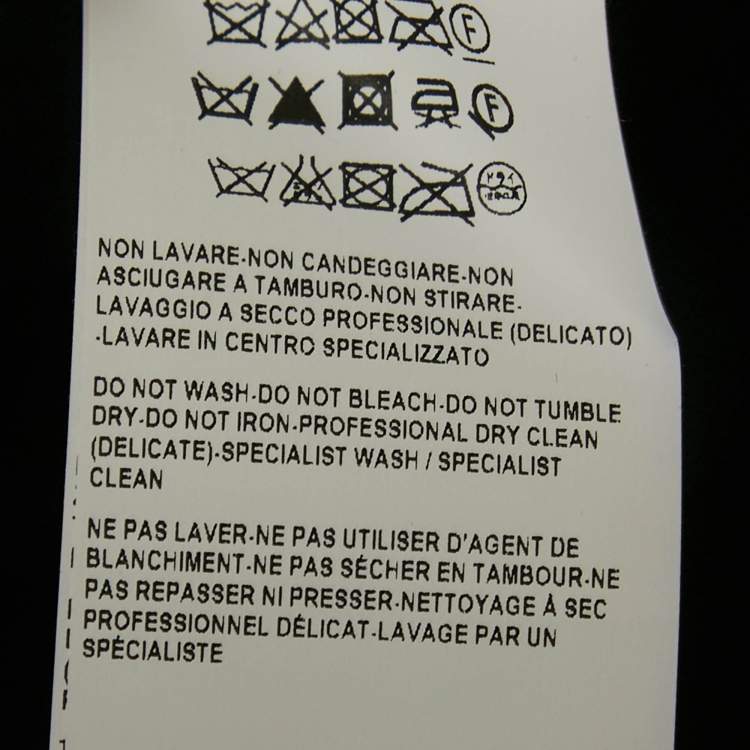 F
F
NON LAVARE-NON CANDEGGIARE-NON
ASCIUGARE A TAMBURO-NON STIRARE-
LAVAGGIO A SECCO PROFESSIONALE (DELICATO)
-LAVARE IN CENTRO SPECIALIZZATO
DO NOT WASH-DO NOT BLEACH-DO NOT TUMBLE
DRY-DO NOT IRON-PROFESSIONAL DRY CLEAN
(DELICATE)-SPECIALIST WASH / SPECIALIST
CLEAN
NE PAS LAVER-NE PAS UTILISER D'AGENT DE
BLANCHIMENT-NE PAS SÉCHER EN TAMBOUR-NE
PAS REPASSER NI PRESSER-NETTOYAGE À SEC
PROFESSIONNEL DÉLICAT-LAVAGE PAR UN
SPÉCIALISTE